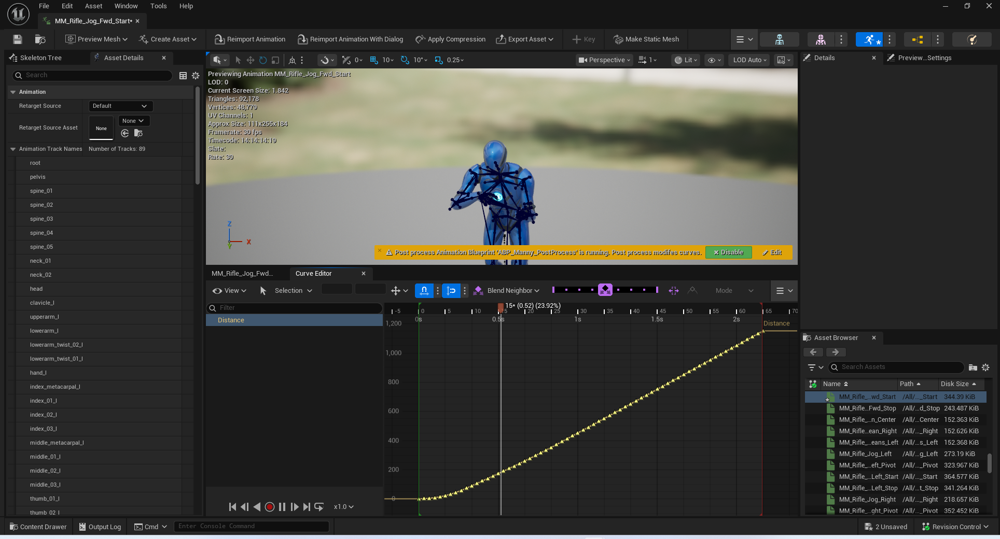 File Edit Asset Window Tools Help
MM_Rifle_Jog_Fwd_Start*
Preview Mesh Create Asset Reimport Animation Reimport Animation With Dialog Apply Compression Export Asset Key Make Static Mesh
Skeleton Tree Asset Details
Search
Animation
Retarget Source Default
Retarget Source Asset None None
Animation Track Names Number of Tracks: 89
root
pelvis
spine_01
spine_02
spine_03
spine_04
spine_05
neck_01
neck_02
head
clavicle_l
upperarm_l
lowerarm_l
lowerarm_twist_02_l
lowerarm_twist_01_l
hand_l
index_metacarpal_l
index_01_l
index_02_l
index_03_l
middle_metacarpal_l
middle_01_l
middle_02_l
middle_03_l
thumb_01_l
thumb_02_l
0 10 10° 0.25 Perspective 1 Lit LOD Auto
Previewing Animation MM_Rifle_Jog_Fwd_Start
LOD: 0
Current Screen Size: 1.842
Triangles: 92,178
Vertices: 48,779
UV Channels: 1
Approx Size: 111x255x184
Framerate: 30 fps
Timecode: 14:14:14:19
Slate:
Rate: 30
Z
X
Y
Post process Animation Blueprint 'ABP_Manny_PostProcess' is running. Post process modifes curves. Disable Edit
MM_Rifle_Jog_Fwd... Curve Editor
View Selection Blend Neighbor Mode
Filter
Distance
15* (0.52) (23.92%)
-5 0 5 10 15 20 25 30 35 40 45 50 55 60 65 70
0s 0.5s 1s 1.5s 2s
Distance
1,200
1,000
800
600
400
200
0
x1.0
Details Preview...Settings
Asset Browser
Search Assets
Name Path Disk Size
MM_Rifle_...wd_Start /All/..._Start 344.39 KiB
MM_Rifle...Fwd_Stop /All/...d_Stop 243.487 KiB
MM_Rifle_...n_Center /All/...Center 152.363 KiB
MM_Rifle...ean_Right /All/..._Right 152.626 KiB
MM_Rifle_...eans_Left /All/...s_Left 152.368 KiB
MM_Rifle_Jog_Left /All/...g_Left 273.19 KiB
MM_Rifle_...eft_Pivot /All/..._Pivot 323.967 KiB
MM_Rifle_...Left_Start /All/..._Start 364.577 KiB
MM_Rifle_...Left_Stop /All/...t_Stop 341.264 KiB
MM_Rifle_Jog_Right /All/..._Right 218.657 KiB
MM_Rifle_...ght_Pivot /All/..._Pivot 352.452 KiB
Content Drawer Output Log Cmd Enter Console Command 2 Unsaved Revision Control